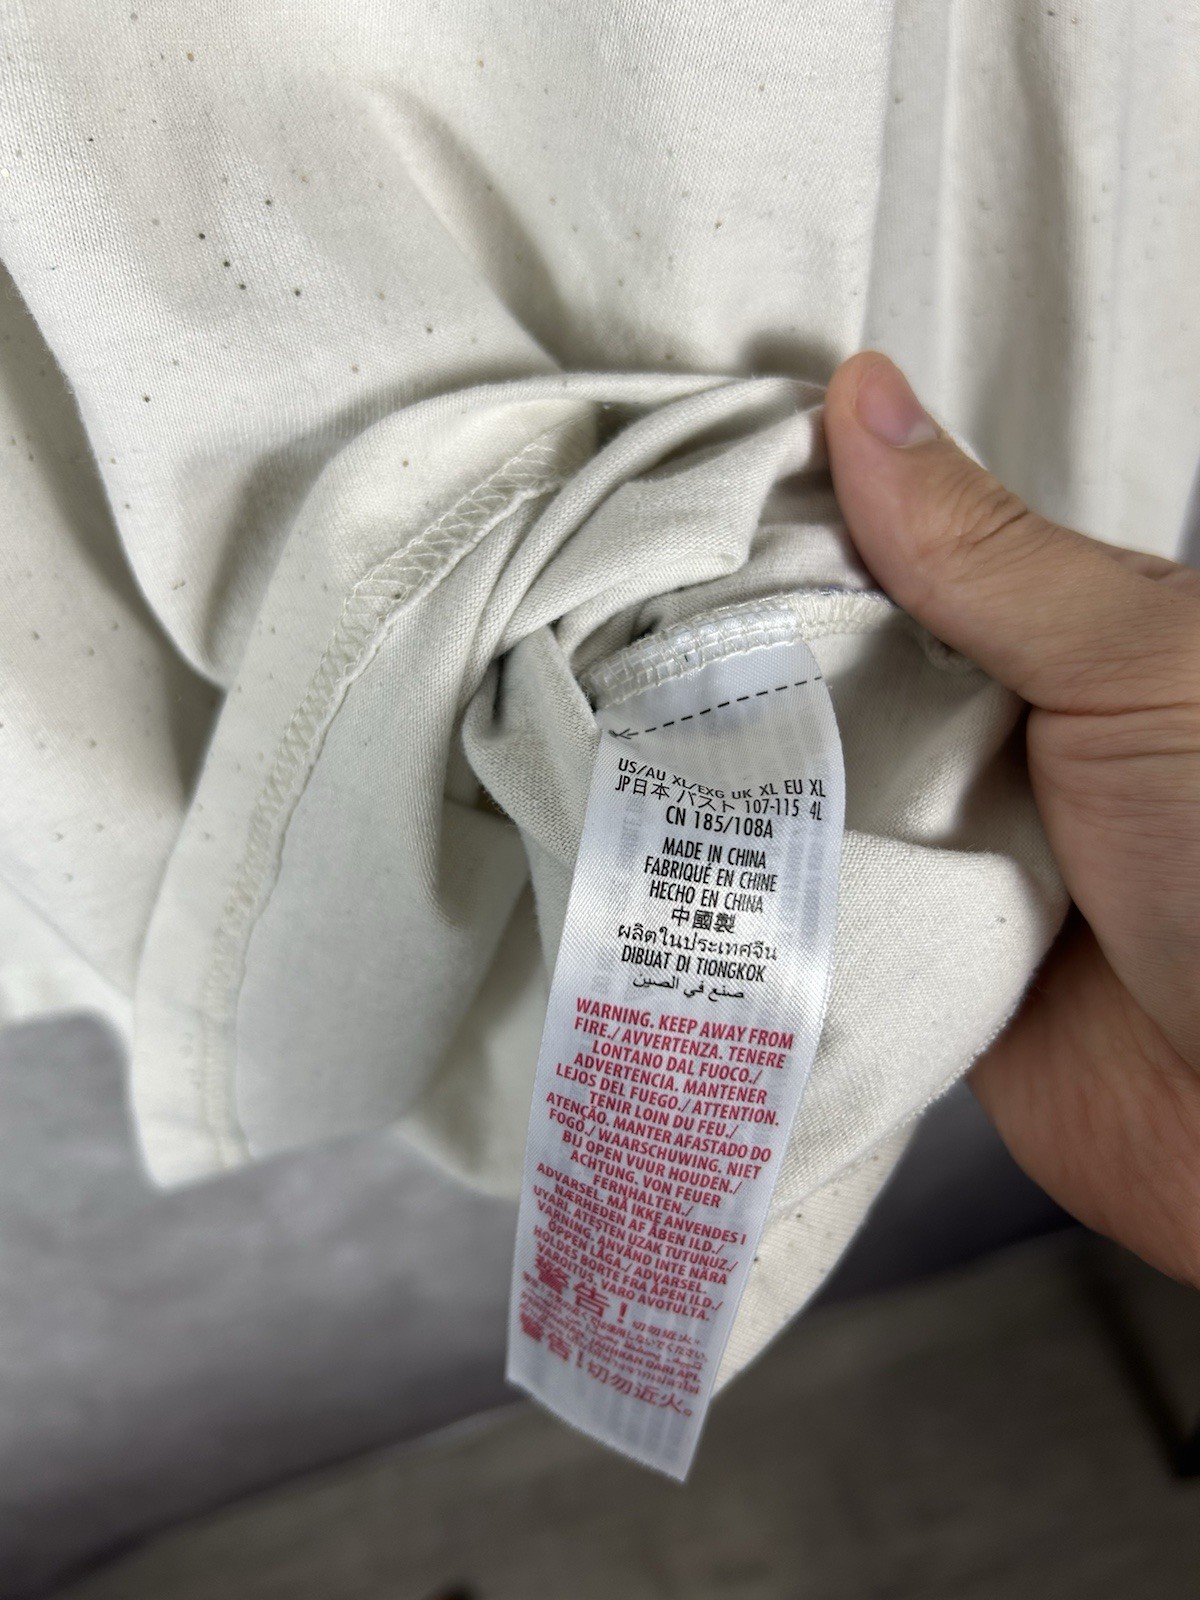 US/AU XL/EXG UK XL EU XL
JP日本 バスト 107-115 4L
CN 185/108A
MADE IN CHINA
FABRIQUÉ EN CHINE
HECHO EN CHINA
中國製
ผลิตในประเทศจีน
DIBUAT DI TIONGKOK
صنع في الصين
WARNING. KEEP AWAY FROM
FIRE./ AVVERTENZA. TENERE
LONTANO DAL FUOCO./
ADVERTENCIA. MANTENER
LEJOS DEL FUEGO./ ATTENTION.
TENIR LOIN DU FEU./
ATENÇÃO. MANTER AFASTADO DO
FOGO./ WAARSCHUWING. NIET
BIJ OPEN VUUR HOUDEN./
ACHTUNG. VON FEUER
FERNHALTEN./
ADVARSEL. MÅ IKKE ANVENDES I
NÆRHEDEN AF ÅBEN ILD./
UYARI. ATEŞTEN UZAK TUTUNUZ./
VARNING. ANVÄND INTE NÄRA
ÖPPEN LÅGA./ ADVARSEL.
HOLDES BORTE FRA ÅPEN ILD./
VAROITUS. VARO AVOTULTA.
警告! 切勿近火。
警告!切勿近火。